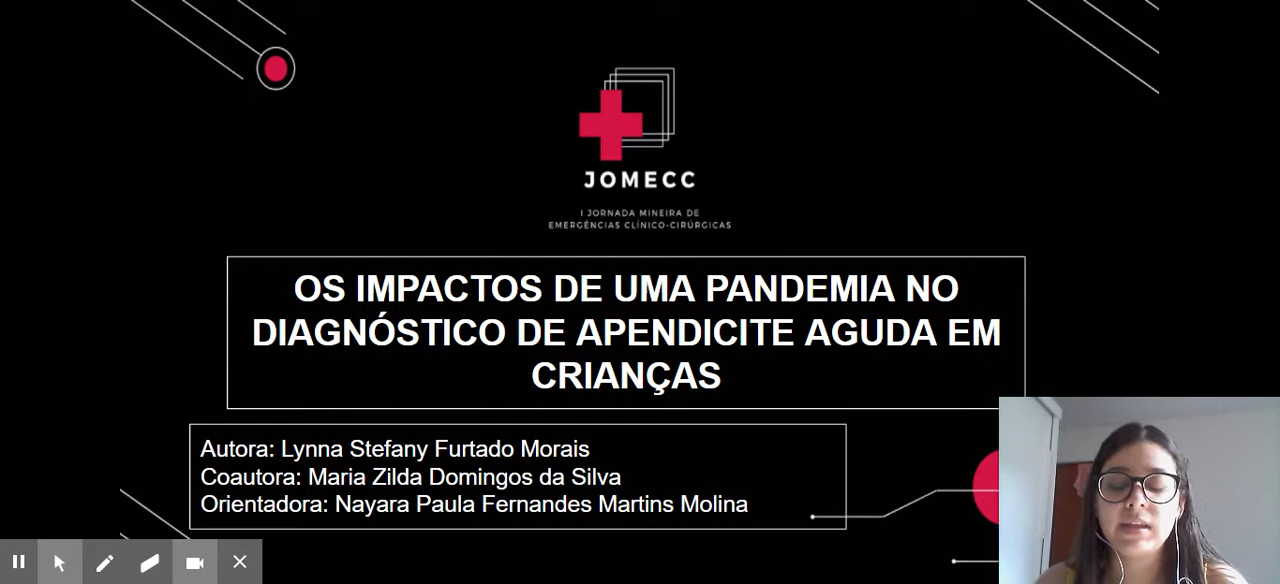 JOMECC
I JORNADA MINEIRA DE
EMERGÊNCIAS CLÍNICO-CIRÚRGICAS
OS IMPACTOS DE UMA PANDEMIA NO
DIAGNÓSTICO DE APENDICITE AGUDA EM
CRIANÇAS
Autora: Lynna Stefany Furtado Morais
Coautora: Maria Zilda Domingos da Silva
Orientadora: Nayara Paula Fernandes Martins Molina